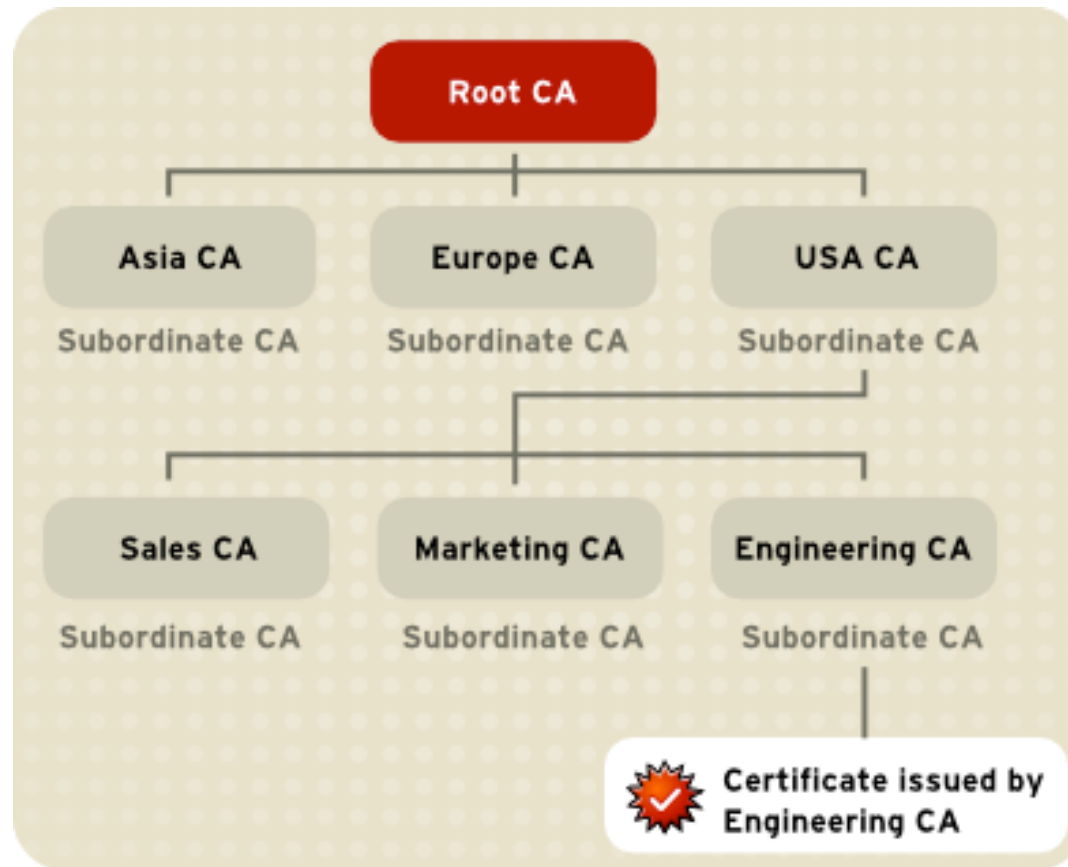 Root CA
Asia CA
Europe CA
USA CA
Subordinate CA
Subordinate CA
Subordinate CA
Sales CA
Marketing CA
Engineering CA
Subordinate CA
Subordinate CA
Subordinate CA
Certificate issued by
Engineering CA